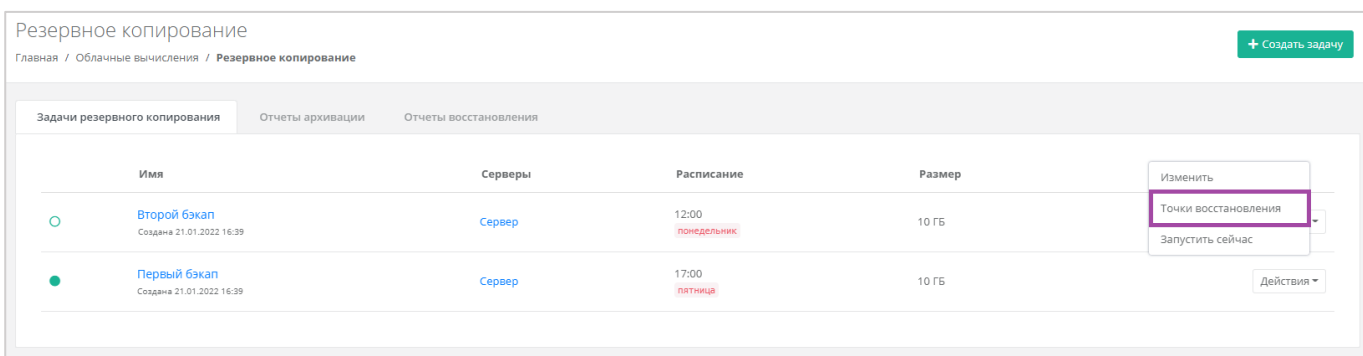 Резервное копирование
+ Создать задачу
Главная / Облачные вычисления / Резервное копирование
Задачи резервного копирования Отчеты архивации Отчеты восстановления
Имя Серверы Расписание Размер
Изменить
Точки восстановления
Запустить сейчас
Второй бэкап Сервер 12:00 10 ГБ
Создана 21.01.2022 16:39 понедельник
Первый бэкап Сервер 17:00 10 ГБ Действия
Создана 21.01.2022 16:39 пятница